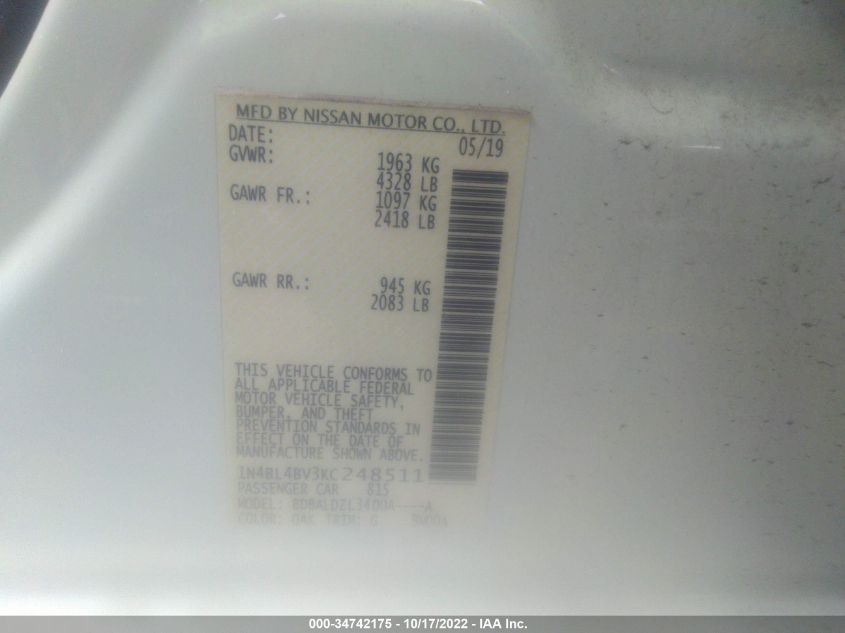 MFD BY NISSAN MOTOR CO., LTD.
DATE: 05/19
GVWR: 1963 KG
4328 LB
GAWR FR.: 1097 KG
2418 LB
GAWR RR.: 945 KG
2083 LB
THIS VEHICLE CONFORMS TO
ALL APPLICABLE FEDERAL
MOTOR VEHICLE SAFETY,
BUMPER, AND THEFT
PREVENTION STANDARDS IN
EFFECT ON THE DATE OF
MANUFACTURE SHOWN ABOVE.
1N4BL4BV3KC248511
PASSENGER CAR 815
MODEL:
COLOR: QAK TRIM: G
000-34742175 - 10/17/2022 - IAA Inc.